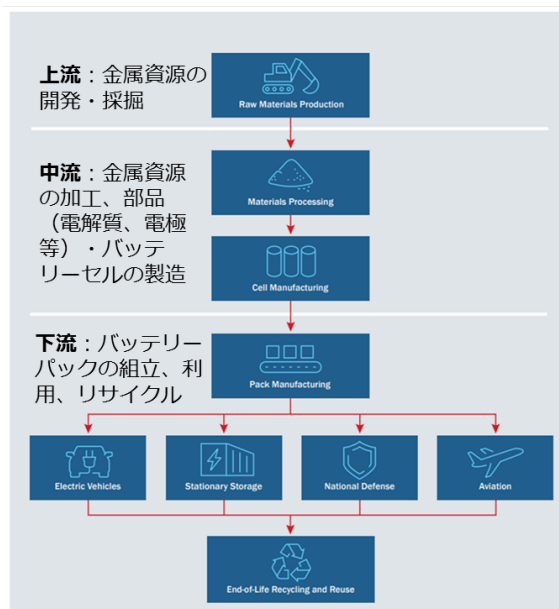 上流：金属資源の
開発・採掘
Raw Materials Production
中流：金属資源
の加工、部品
（電解質、電極
等）・バッテ
リーセルの製造
Materials Processing
Cell Manufacturing
下流：バッテリー
パックの組立、利
用、リサイクル
Pack Manufacturing
Electric Vehicles
Stationary Storage
National Defense
Aviation
End-of-Life Recycling and Reuse